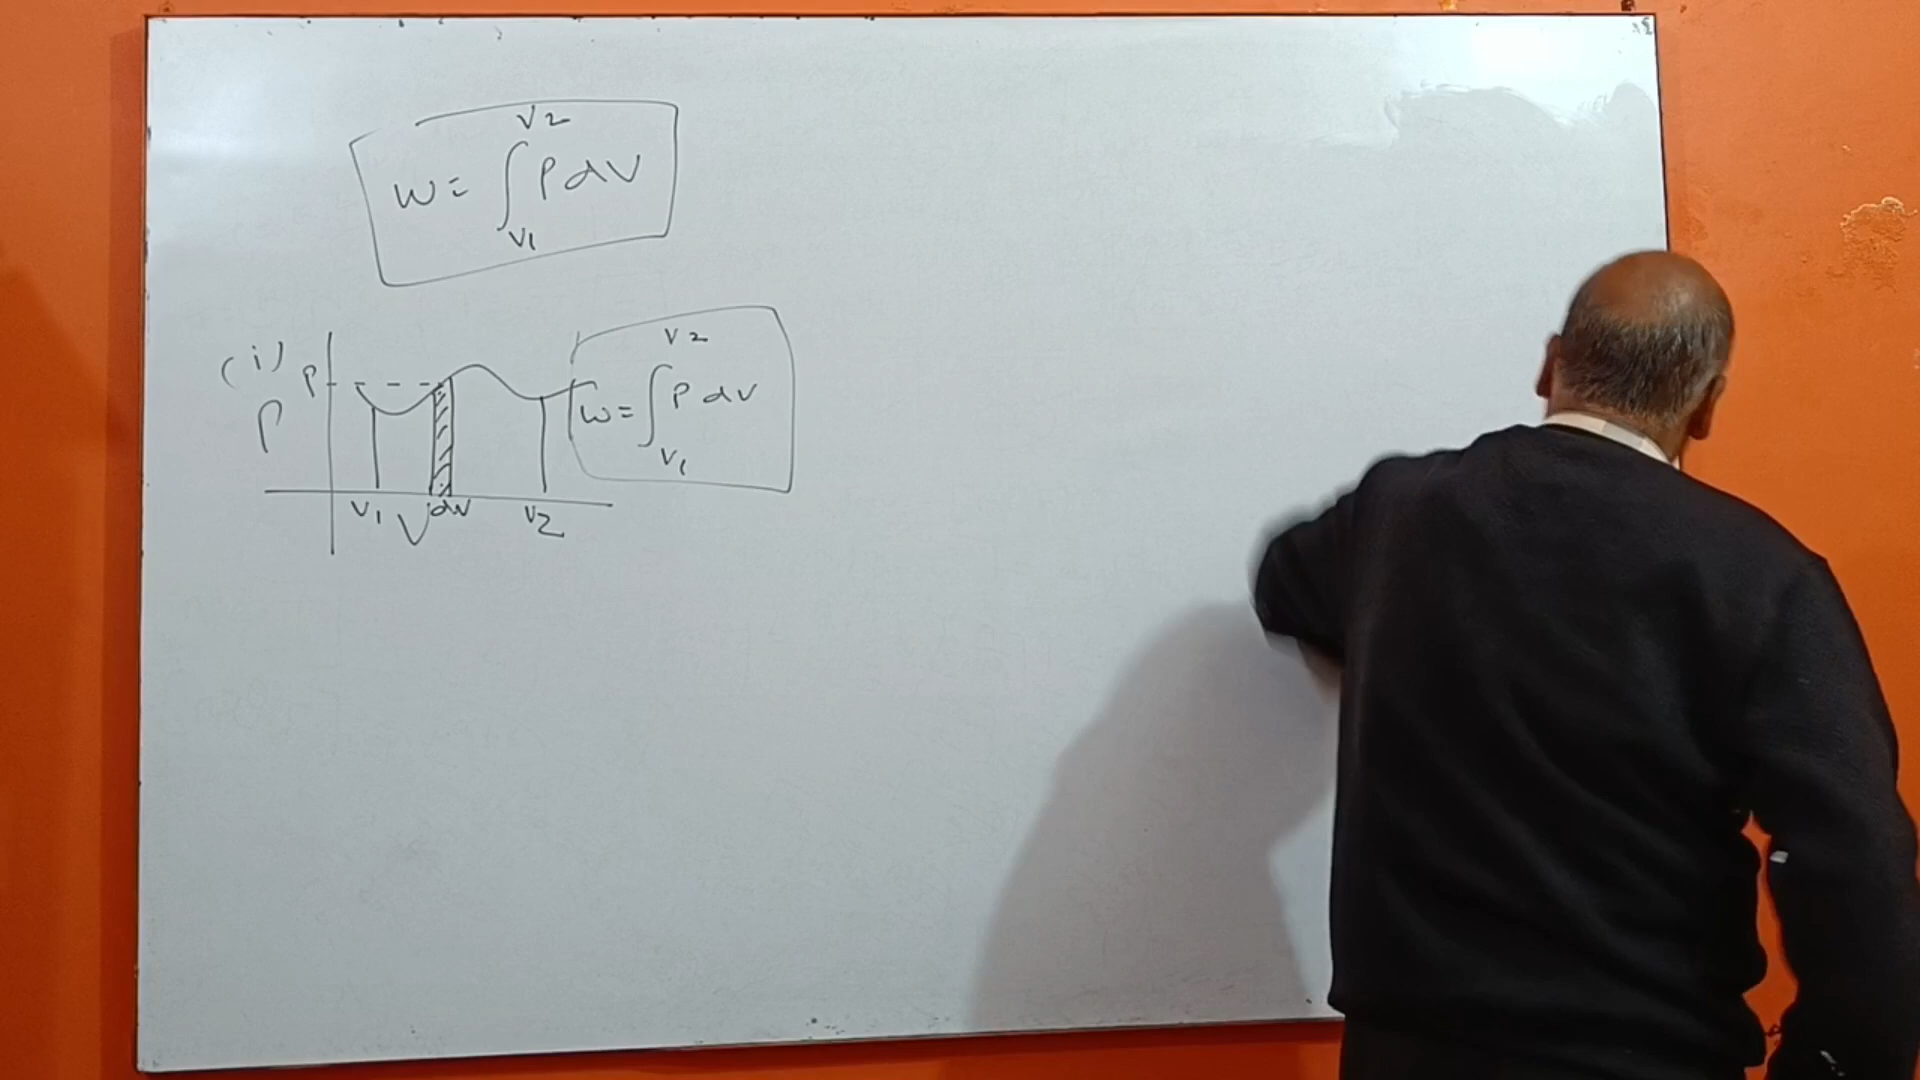 V2
W = ∫ P dV
V1
(i) P
V2
P
W = ∫ P dV
V1
V1 V dV V2